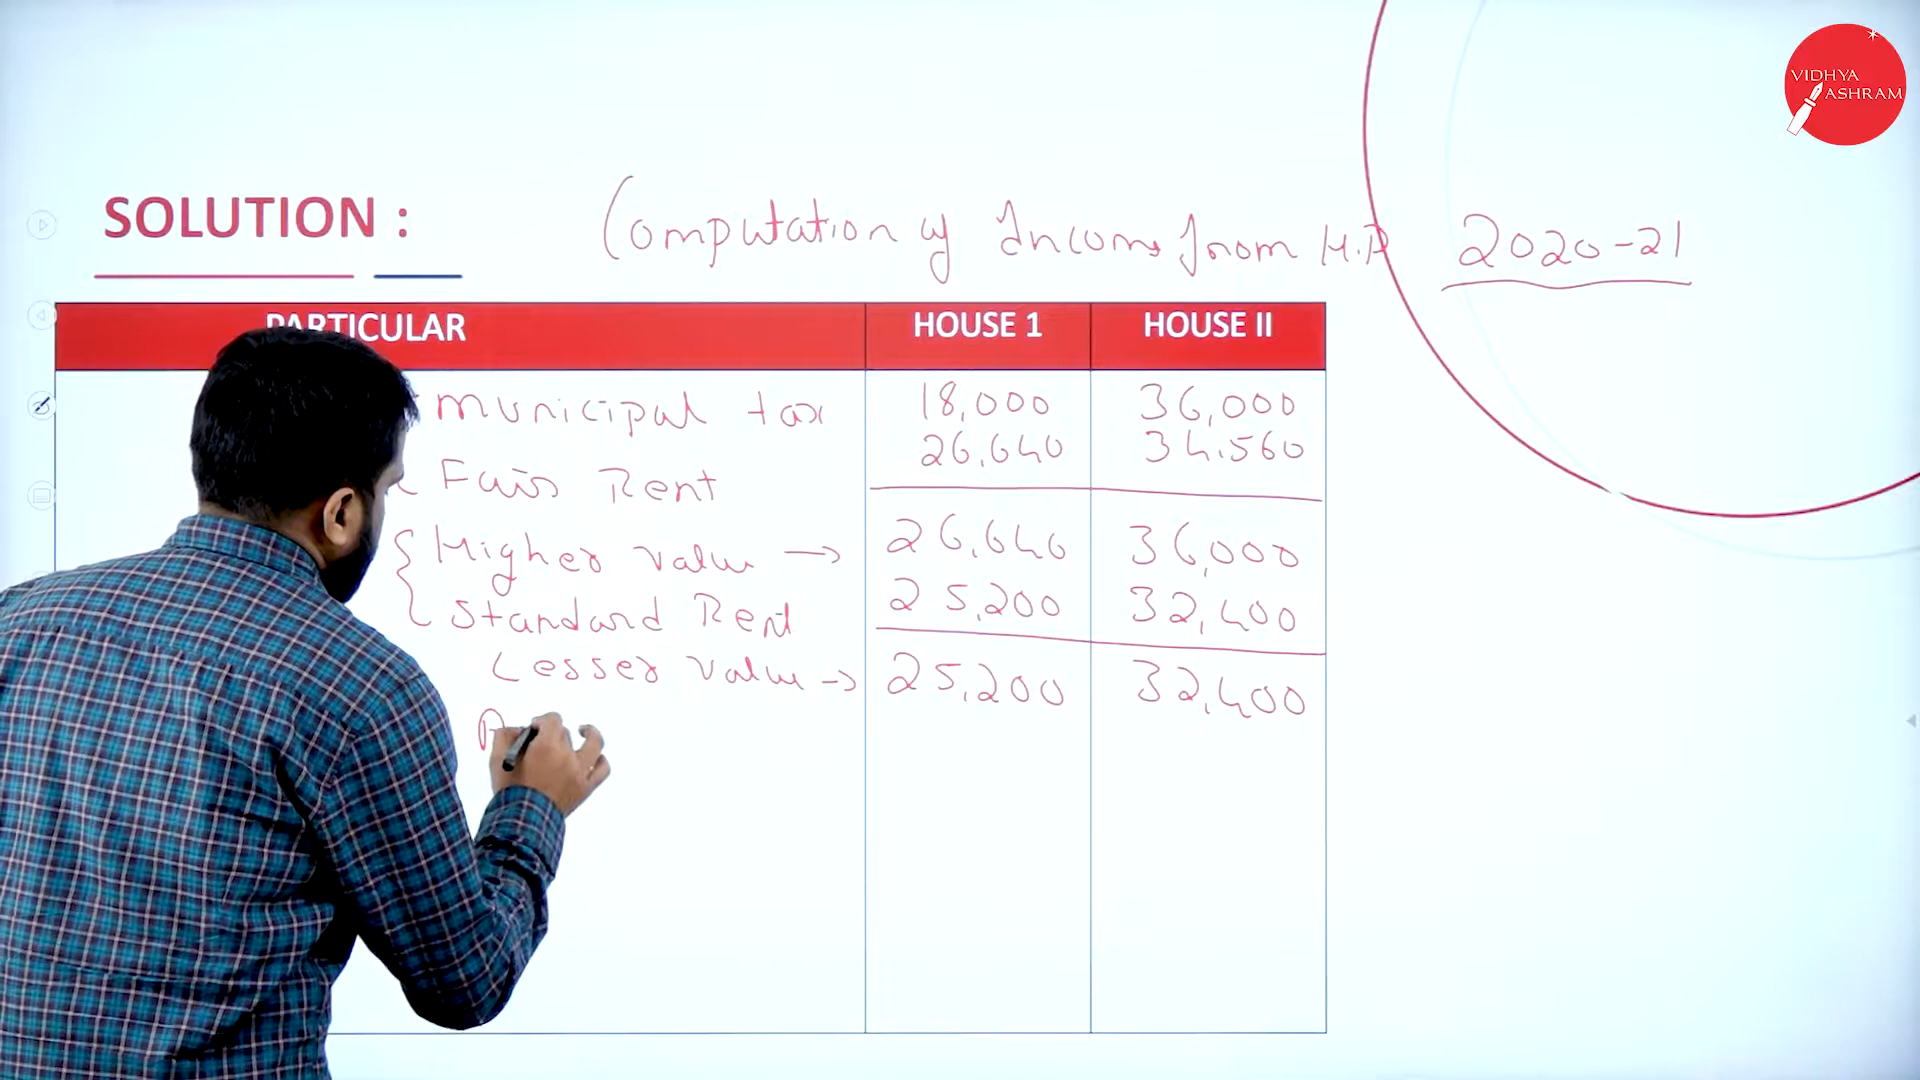 VIDHYA
ASHRAM
SOLUTION :
Computation of Income from H.P 2020-21
PARTICULAR HOUSE 1 HOUSE II
municipal tax 18,000 36,000
Fair Rent 26,640 34,560
Higher value → 26,640 36,000
Standard Rent 25,200 32,400
Lesser value → 25,200 32,400